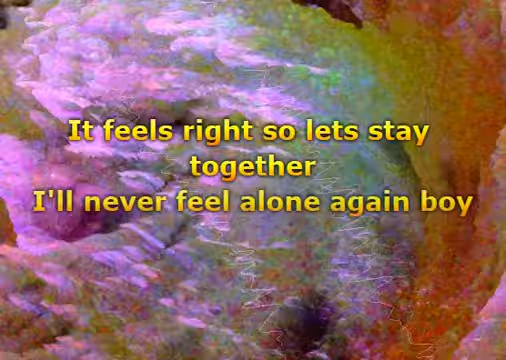 It feels right so lets stay
together
I'll never feel alone again boy